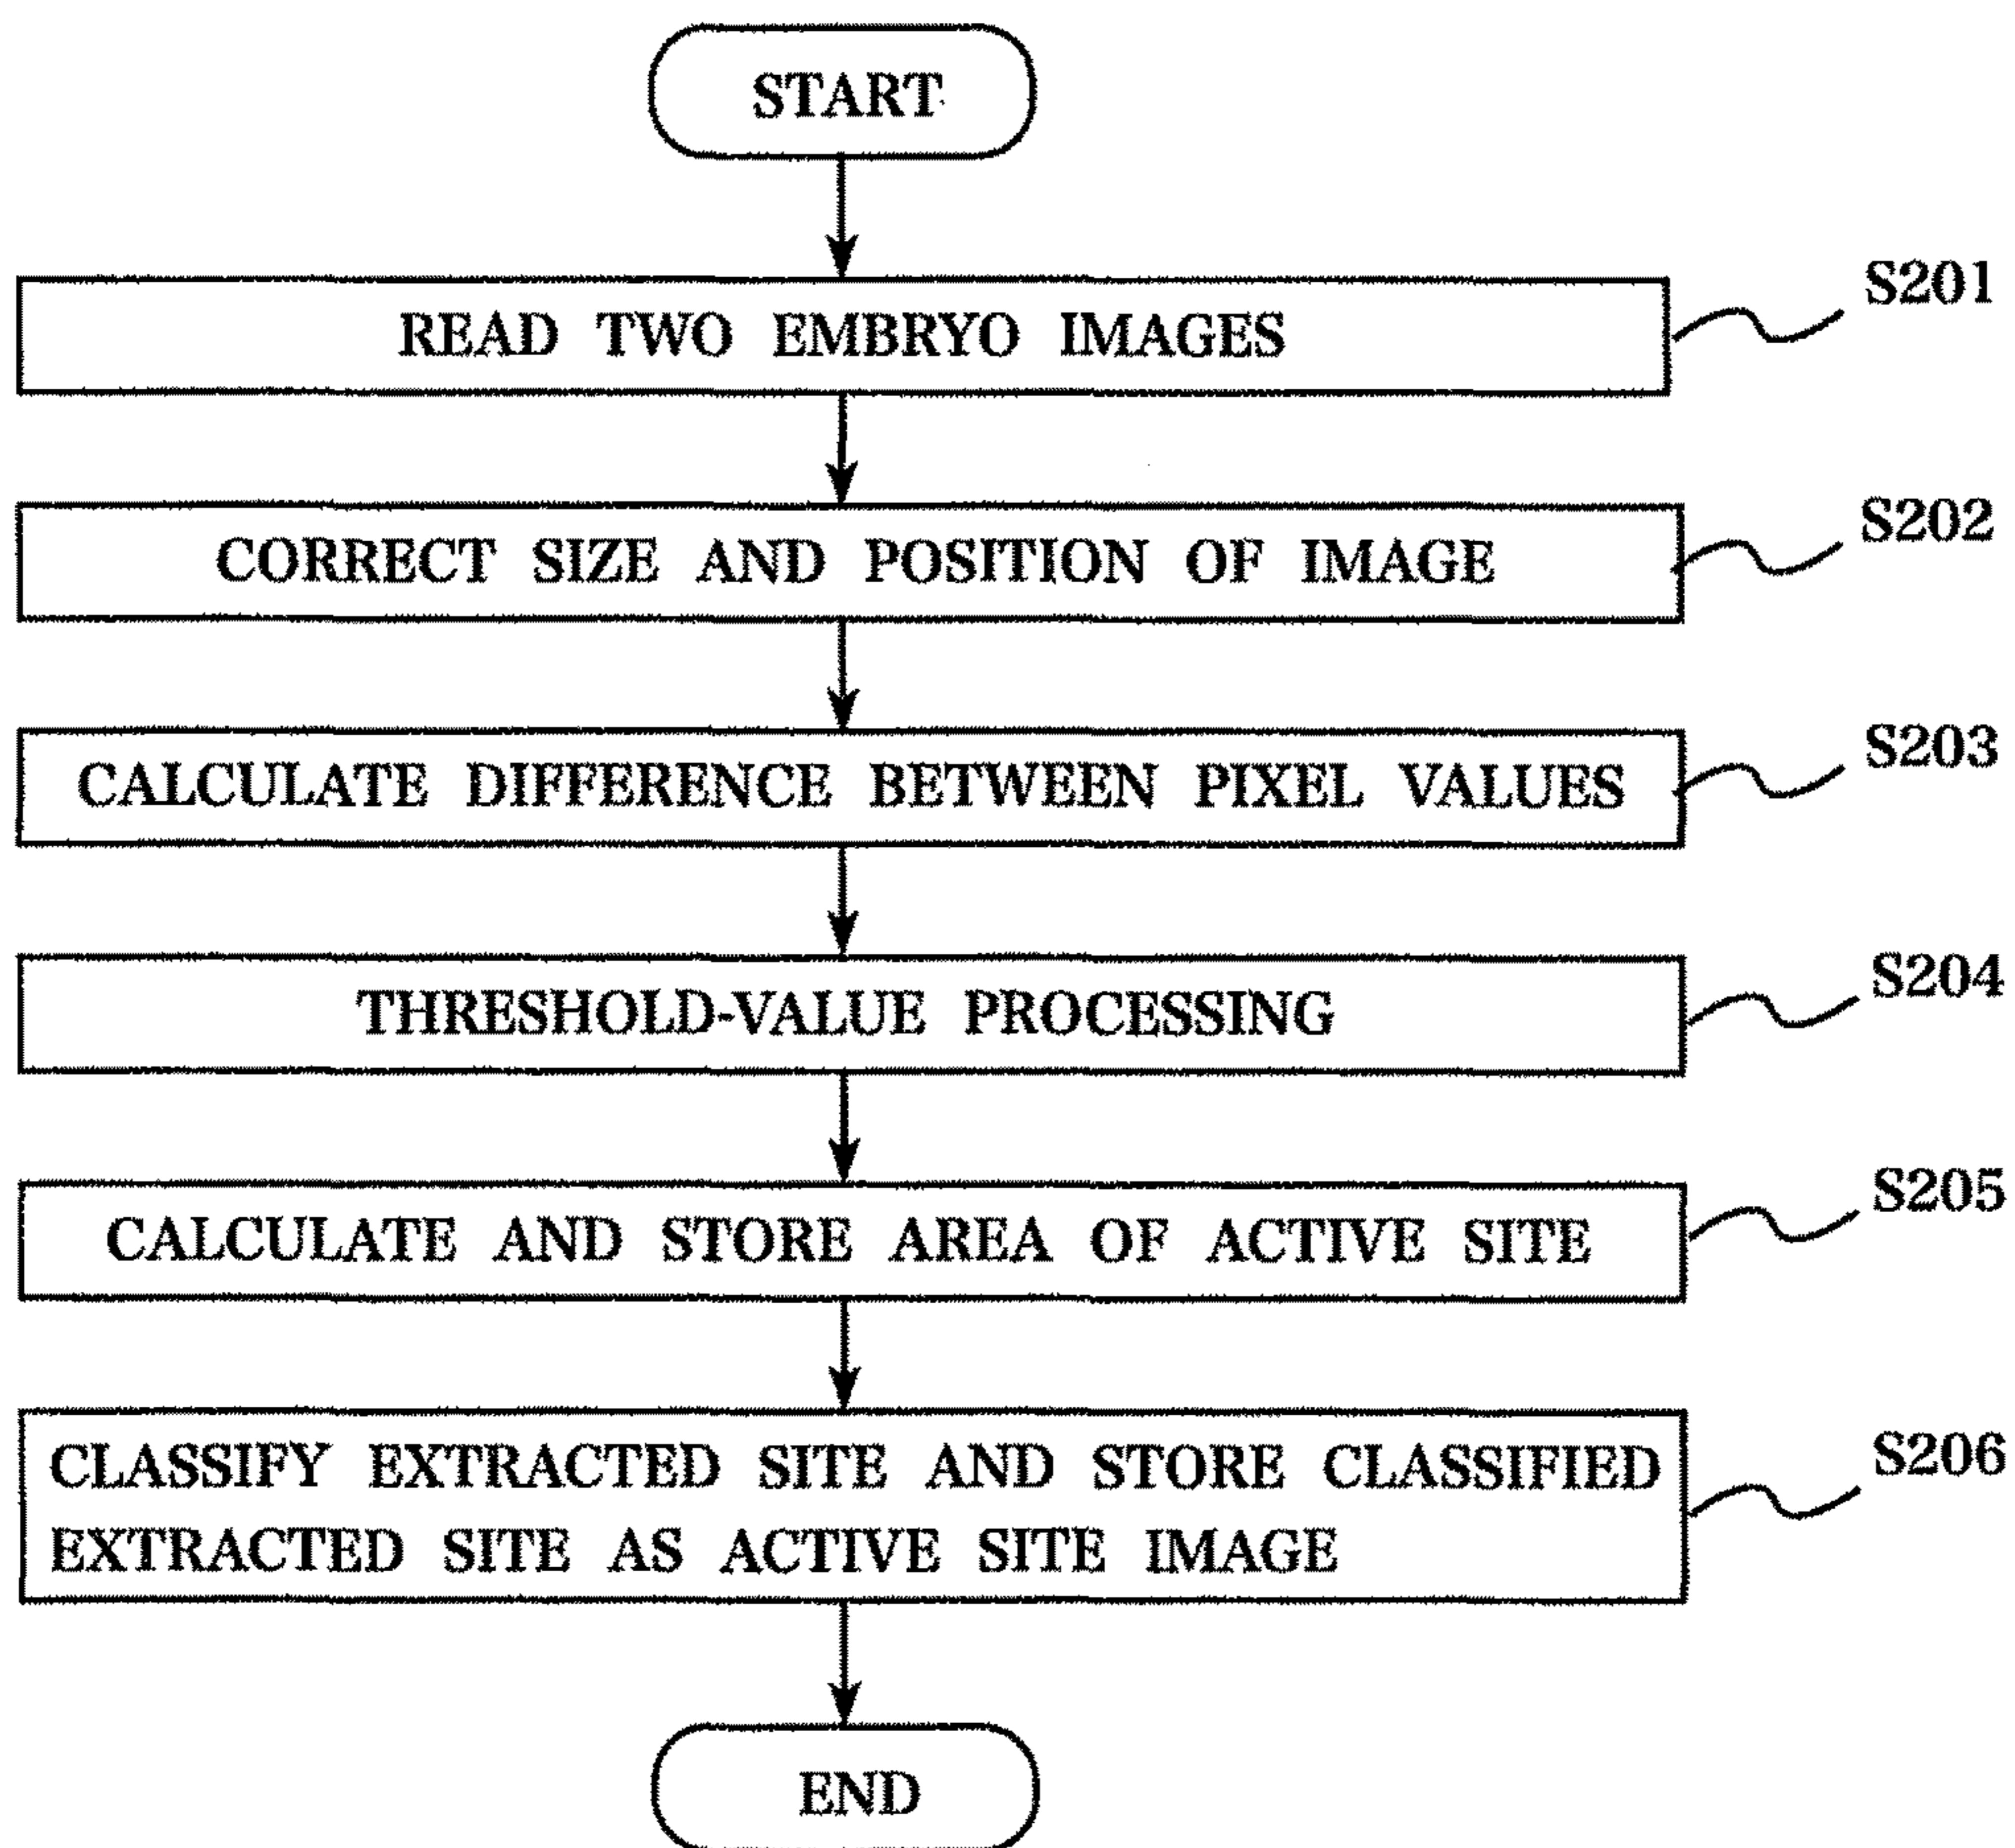 START
READ TWO EMBRYO IMAGES
S201
CORRECT SIZE AND POSITION OF IMAGE
S202
CALCULATE DIFFERENCE BETWEEN PIXEL VALUES
S203
THRESHOLD-VALUE PROCESSING
S204
CALCULATE AND STORE AREA OF ACTIVE SITE
S205
CLASSIFY EXTRACTED SITE AND STORE CLASSIFIED
EXTRACTED SITE AS ACTIVE SITE IMAGE
S206
END